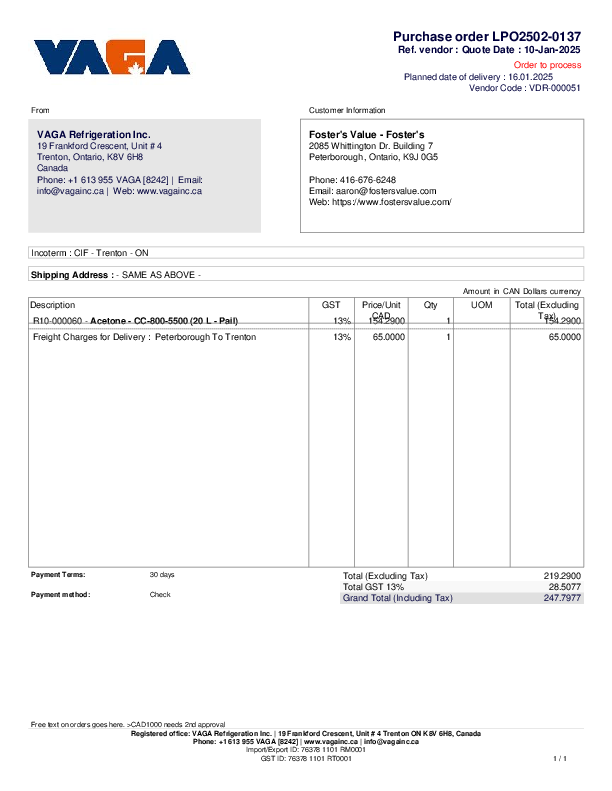 VAGA
Purchase order LPO2502-0137
Ref. vendor : Quote Date : 10-Jan-2025
Order to process
Planned date of delivery : 16.01.2025
Vendor Code : VDR-000051
From
VAGA Refrigeration Inc.
19 Frankford Crescent, Unit # 4
Trenton, Ontario, K8V 6H8
Canada
Phone: +1 613 955 VAGA [8242] | Email:
info@vagainc.ca | Web: www.vagainc.ca
Customer Information
Foster's Value - Foster's
2085 Whittington Dr. Building 7
Peterborough, Ontario, K9J 0G5
Phone: 416-676-6248
Email: aaron@fostersvalue.com
Web: https://www.fostersvalue.com/
Incoterm : CIF - Trenton - ON
Shipping Address : - SAME AS ABOVE -
Amount in CAN Dollars currency
Description GST Price/Unit CAD Qty UOM Total (Excluding Tax)
R10-000060 - Acetone - CC-800-5500 (20 L - Pail) 13% 154.2900 1 154.2900
Freight Charges for Delivery : Peterborough To Trenton 13% 65.0000 1 65.0000
Payment Terms: 30 days
Payment method: Check
Total (Excluding Tax) 219.2900
Total GST 13% 28.5077
Grand Total (Including Tax) 247.7977
Free text on orders goes here. >CAD1000 needs 2nd approval
Registered office: VAGA Refrigeration Inc. | 19 Frankford Crescent, Unit # 4 Trenton ON K8V 6H8, Canada
Phone: +1 613 955 VAGA [8242] | www.vagainc.ca | info@vagainc.ca
Import/Export ID: 76378 1101 RM0001
GST ID: 76378 1101 RT0001
1 / 1